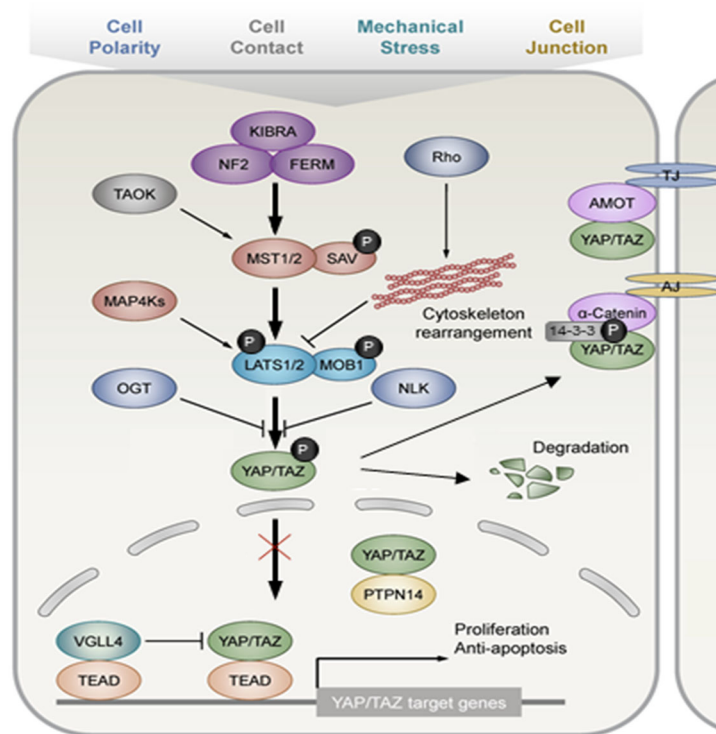 Cell
Polarity
Cell
Contact
Mechanical
Stress
Cell
Junction
KIBRA
NF2
FERM
Rho
TAOK
TJ
AMOT
P
YAP/TAZ
MST1/2
SAV
AJ
MAP4Ks
Cytoskeleton
rearrangement
α-Catenin
14-3-3
P
YAP/TAZ
P
P
LATS1/2
MOB1
OGT
NLK
Degradation
P
YAP/TAZ
YAP/TAZ
PTPN14
Proliferation
Anti-apoptosis
VGLL4
YAP/TAZ
TEAD
TEAD
YAP/TAZ target genes